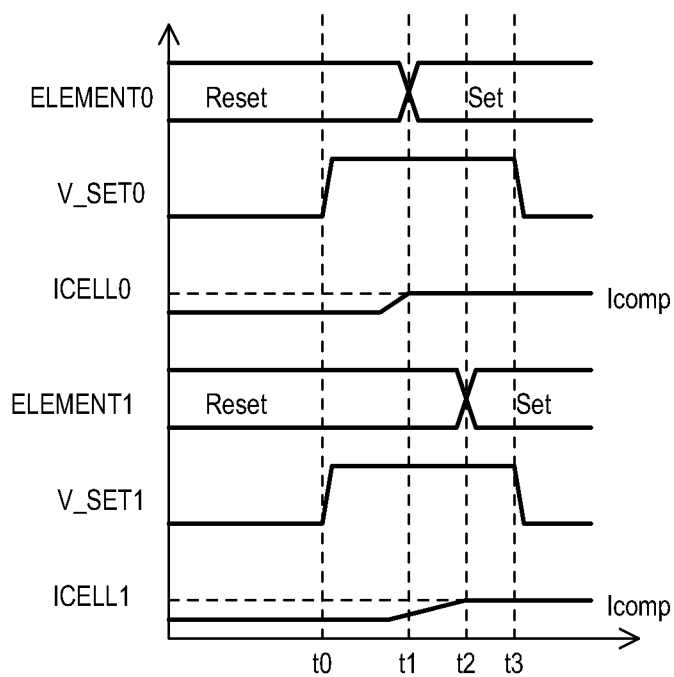 ELEMENT0 Reset Set
V_SET0
ICELL0
Icomp
ELEMENT1 Reset Set
V_SET1
ICELL1
Icomp
t0 t1 t2 t3